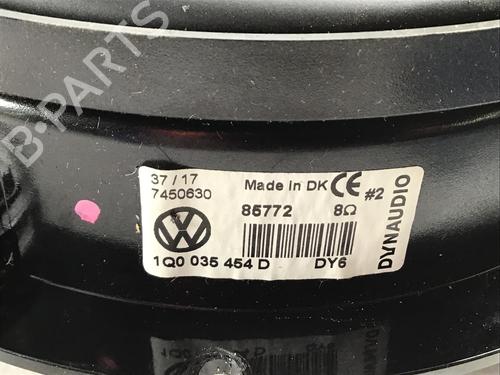 B-PARTS
37 / 17
7450630
Made in DK CE #2
85772 8Ω
1Q0 035 454 D DY6
DYNAUDIO